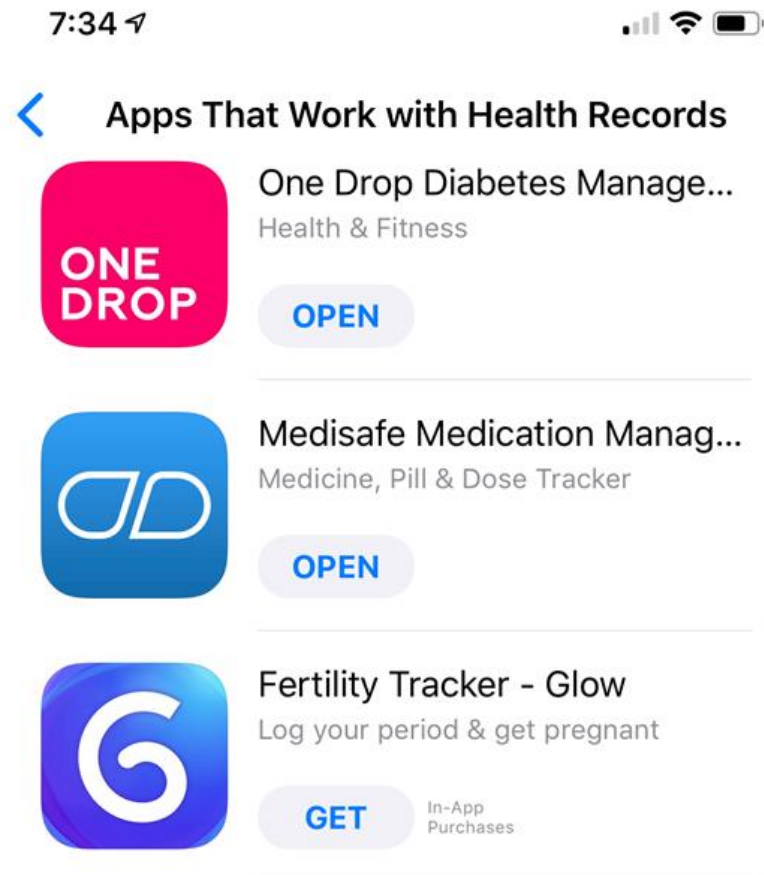 7:34
Apps That Work with Health Records
ONE
DROP
One Drop Diabetes Manage...
Health & Fitness
OPEN
Medisafe Medication Manag...
Medicine, Pill & Dose Tracker
OPEN
Fertility Tracker - Glow
Log your period & get pregnant
GET
In-App
Purchases